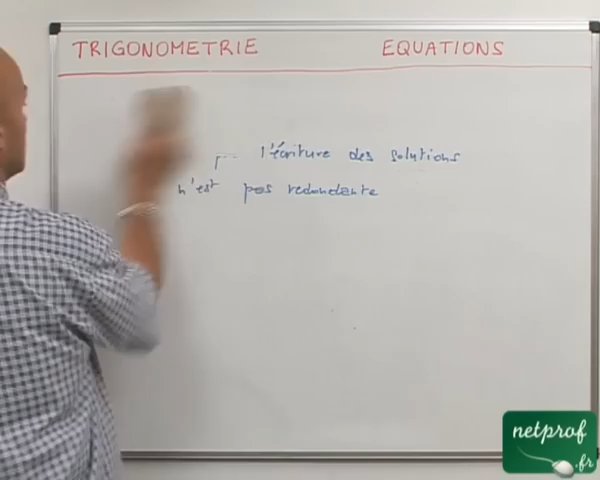 TRIGONOMETRIE EQUATIONS
l'écriture des solutions
n'est pas redondante
netprof
.fr